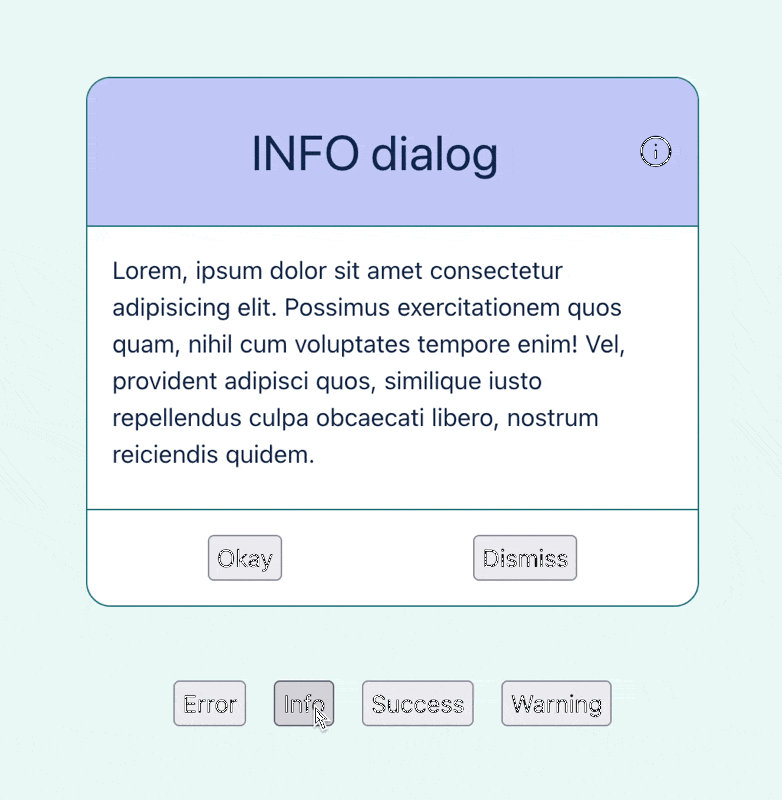 INFO dialog
i
Lorem, ipsum dolor sit amet consectetur
adipisicing elit. Possimus exercitationem quos
quam, nihil cum voluptates tempore enim! Vel,
provident adipisci quos, similique iusto
repellendus culpa obcaecati libero, nostrum
reiciendis quidem.
Okay Dismiss
Error Info Success Warning